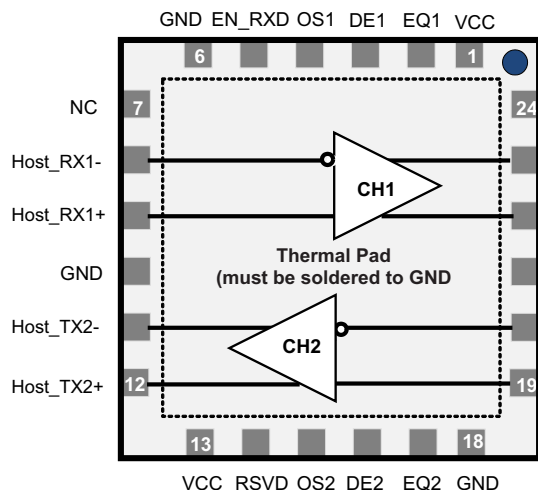 GND EN_RXD OS1 DE1 EQ1 VCC
6 1
NC 7 24
Host_RX1-
CH1
Host_RX1+
Thermal Pad
GND (must be soldered to GND
Host_TX2-
CH2
Host_TX2+ 12 19
13 18
VCC RSVD OS2 DE2 EQ2 GND